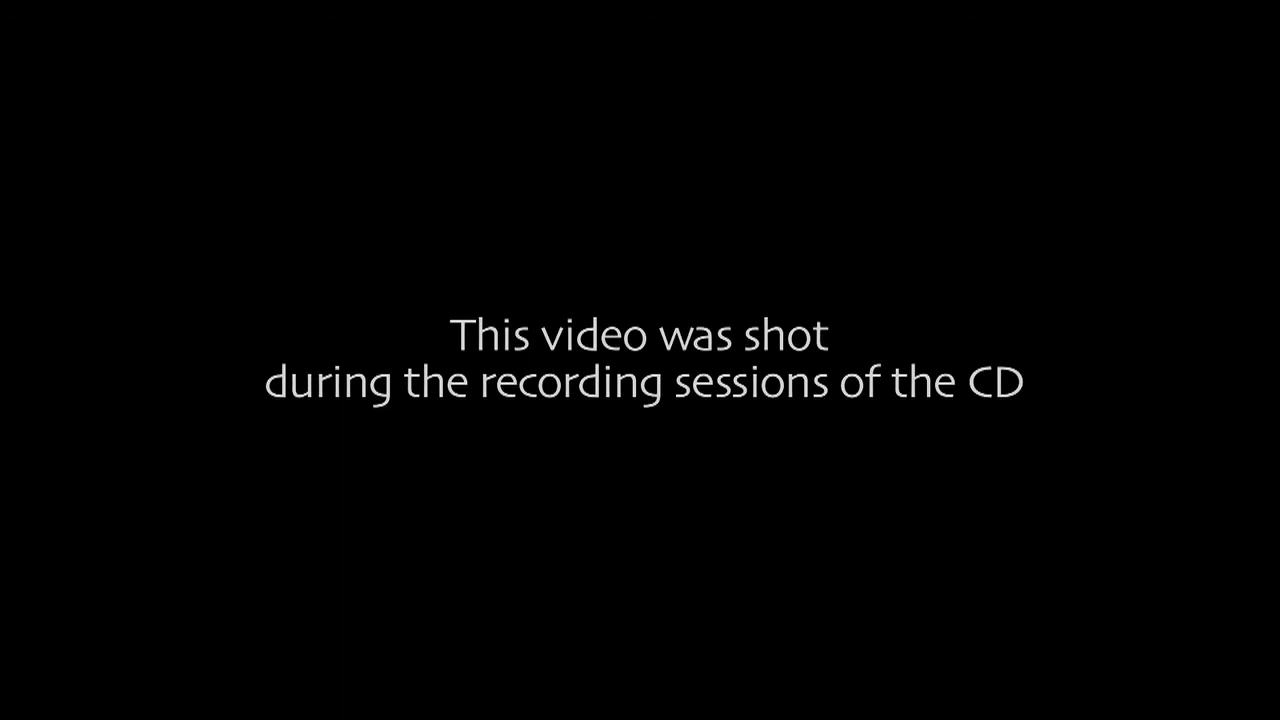 This video was shot
during the recording sessions of the CD